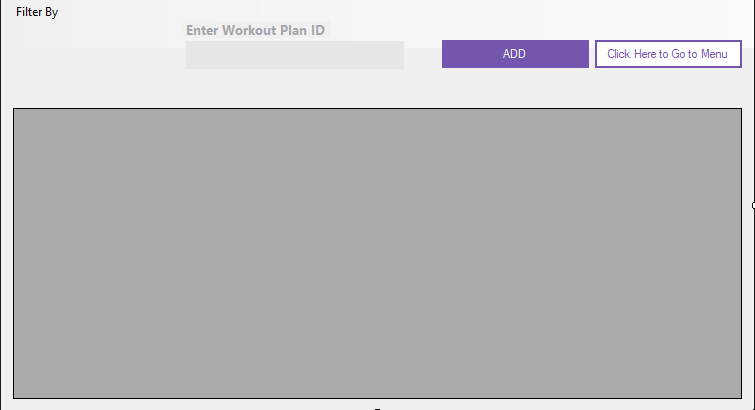 Filter By
Enter Workout Plan ID
ADD
Click Here to Go to Menu